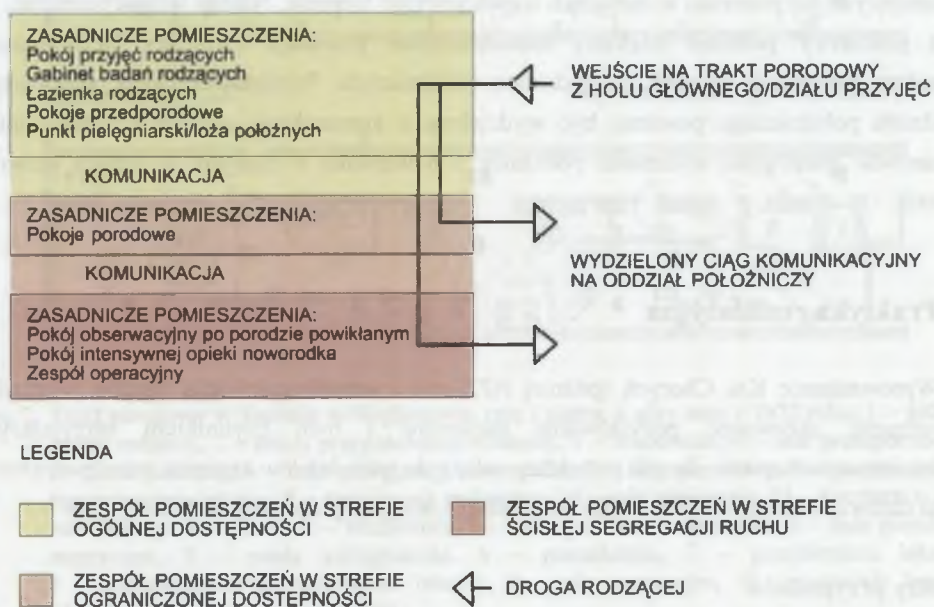 ZASADNICZE POMIESZCZENIA:
Pokój przyjęć rodzących
Gabinet badań rodzących
Łazienka rodzących
Pokoje przedporodowe
Punkt pielęgniarski/loża położnych
WEJŚCIE NA TRAKT PORODOWY
Z HOLU GŁÓWNEGO/DZIAŁU PRZYJĘĆ
KOMUNIKACJA
ZASADNICZE POMIESZCZENIA:
Pokoje porodowe
KOMUNIKACJA
WYDZIELONY CIĄG KOMUNIKACYJNY
NA ODDZIAŁ POŁOŻNICZY
ZASADNICZE POMIESZCZENIA:
Pokój obserwacyjny po porodzie powikłanym
Pokój intensywnej opieki noworodka
Zespół operacyjny
LEGENDA
ZESPÓŁ POMIESZCZEŃ W STREFIE
OGÓLNEJ DOSTĘPNOŚCI
ZESPÓŁ POMIESZCZEŃ W STREFIE
ŚCISŁEJ SEGREGACJI RUCHU
ZESPÓŁ POMIESZCZEŃ W STREFIE
OGRANICZONEJ DOSTĘPNOŚCI
DROGA RODZĄCEJ